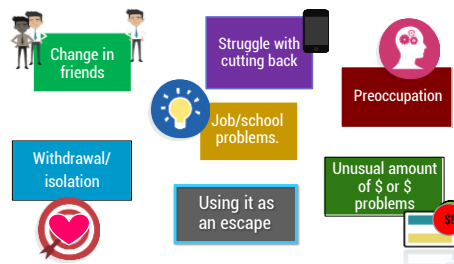 Change in
friends
Struggle with
cutting back
Preoccupation
Job/school
problems.
Withdrawal/
isolation
Using it as
an escape
Unusual amount
of $ or $
problems